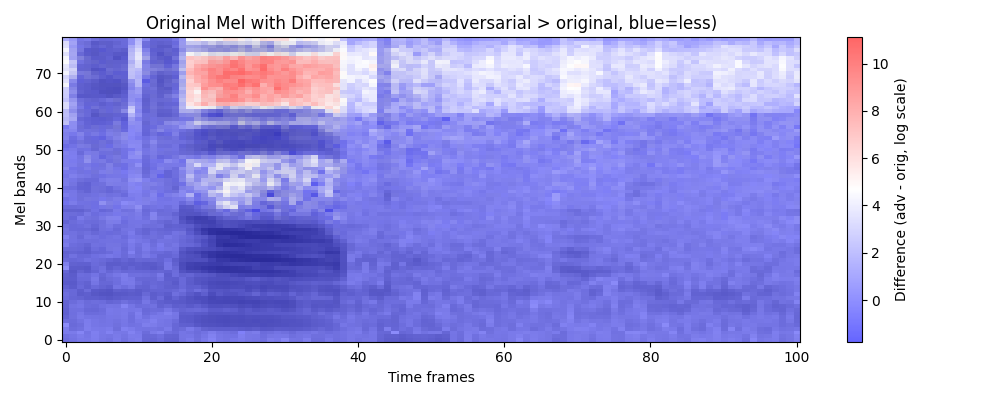 Original Mel with Differences (red=adversarial > original, blue=less)
Mel bands
70
60
50
40
30
20
10
0
0 20 40 60 80 100
Time frames
10
8
6
4
2
0
Difference (adv - orig, log scale)